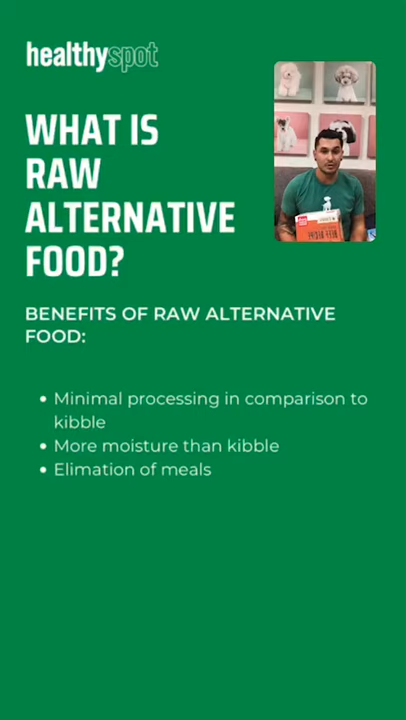 healthyspot
WHAT IS
RAW
ALTERNATIVE
FOOD?
BENEFITS OF RAW ALTERNATIVE
FOOD:
Minimal processing in comparison to
kibble
More moisture than kibble
Elimation of meals